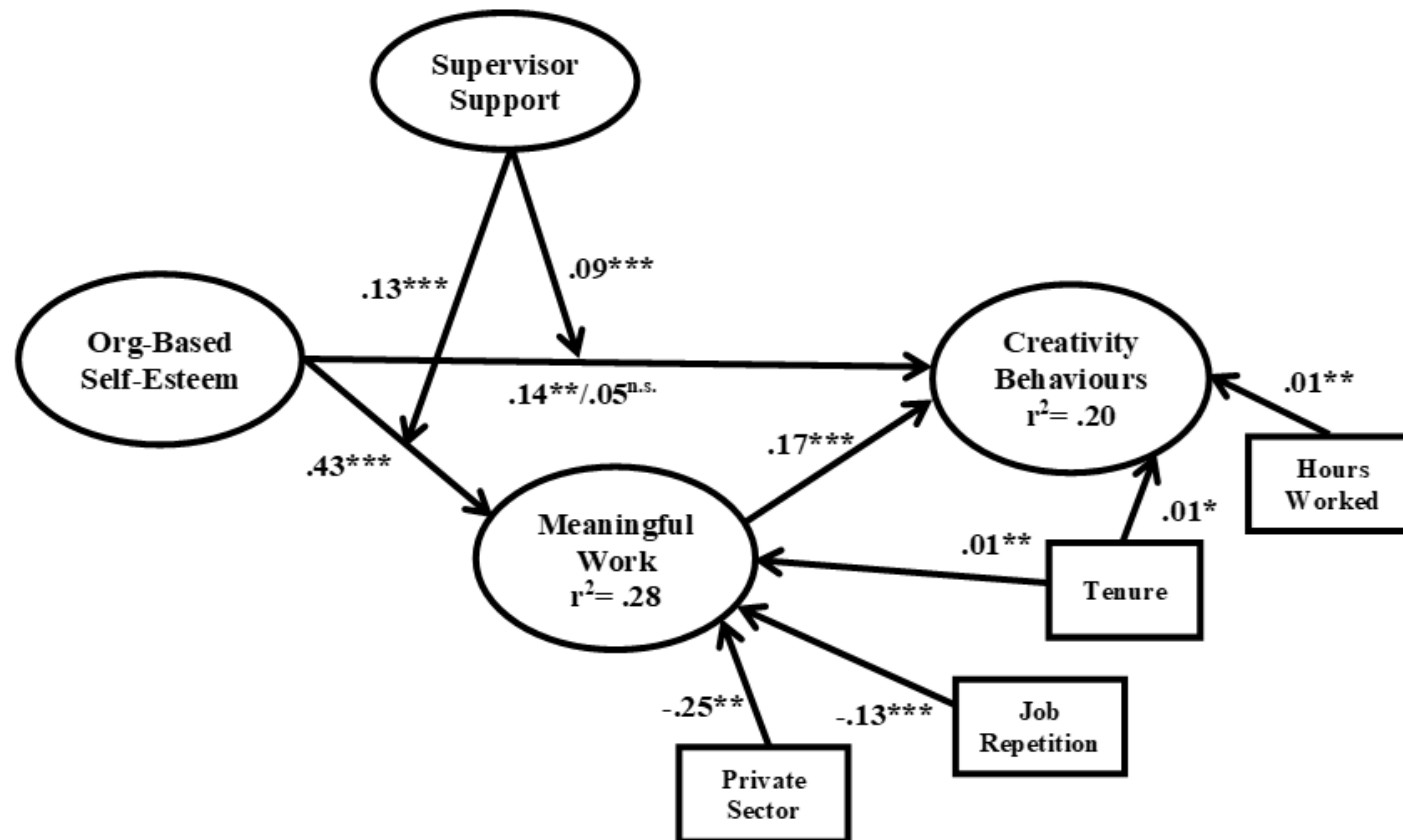 Supervisor
Support
.13***
.09***
Org-Based
Self-Esteem
.14**/.05n.s.
.43***
Creativity
Behaviours
r²= .20
.01**
Hours
Worked
.17***
.01*
Meaningful
Work
r²= .28
.01**
Tenure
-.25**
-.13***
Job
Repetition
Private
Sector